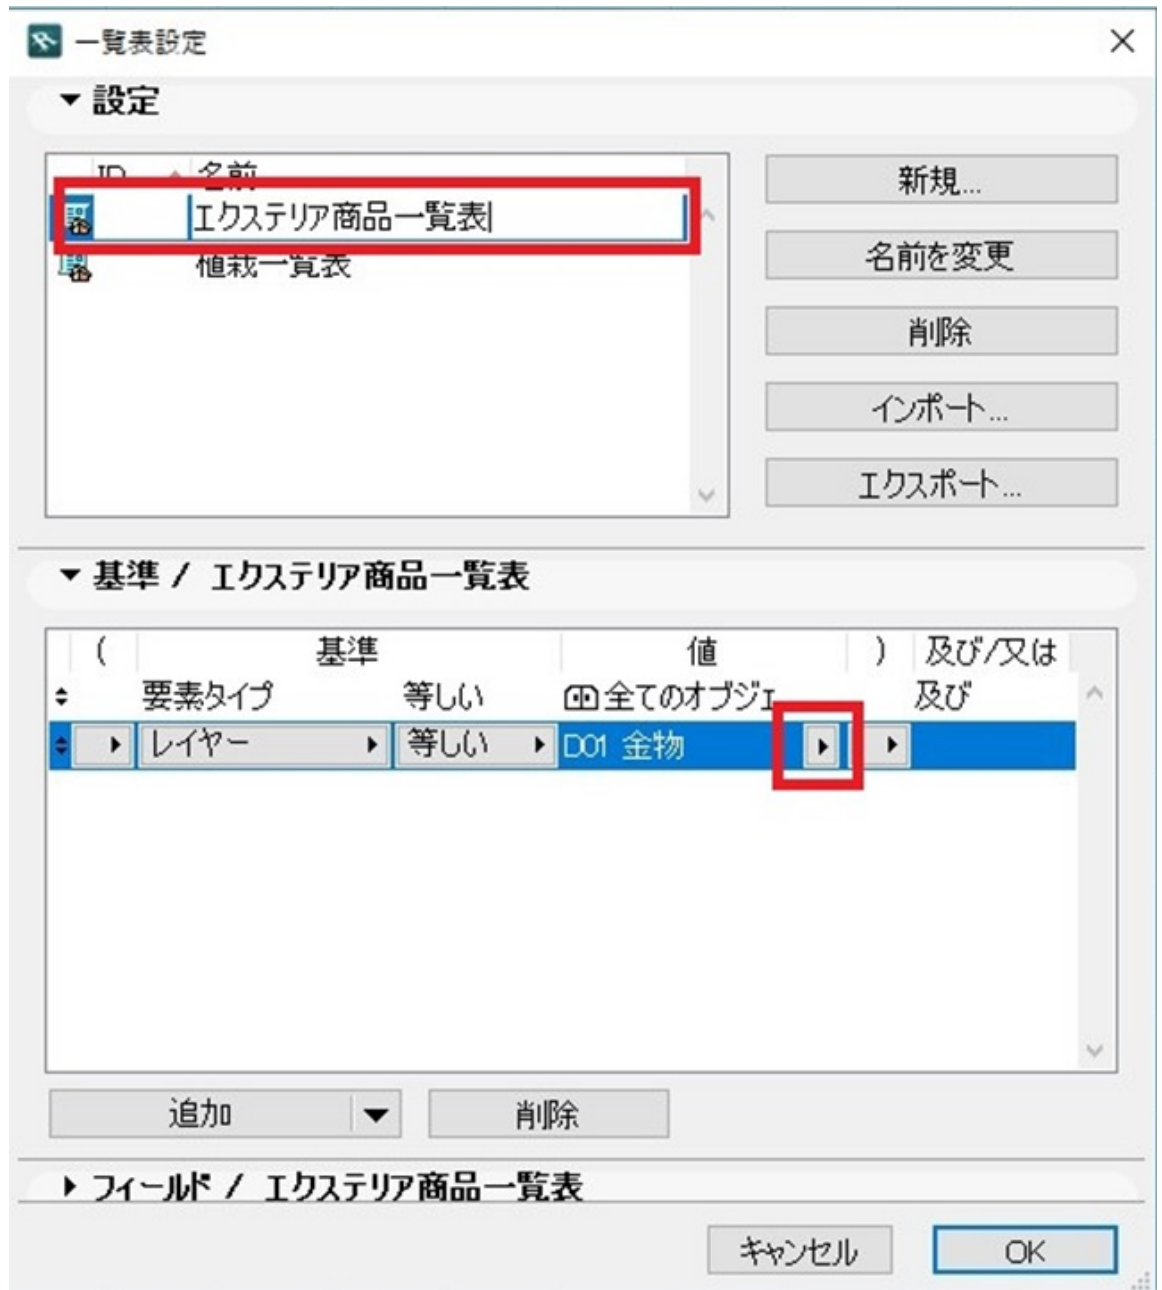 一覧表設定
設定
ID 名前
エクステリア商品一覧表
植栽一覧表
新規...
名前を変更
削除
インポート...
エクスポート...
基準 / エクステリア商品一覧表
( 基準 値 ) 及び/又は
要素タイプ 等しい 全てのオブジェ 及び
レイヤー 等しい D01 金物
追加 削除
フィールド / エクステリア商品一覧表
キャンセル OK